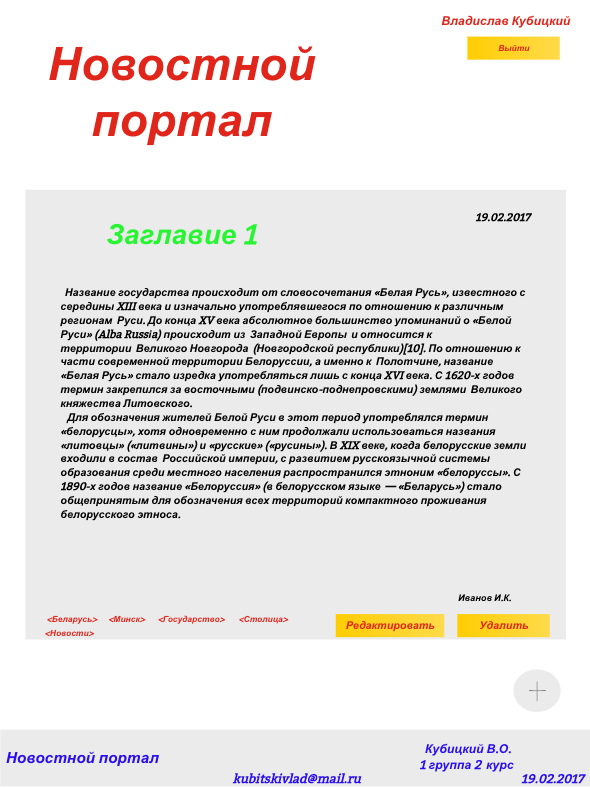 Владислав Кубицкий
Выйти
Новостной
портал
19.02.2017
Заглавие 1
Название государства происходит от словосочетания «Белая Русь», известного с
середины XIII века и изначально употреблявшегося по отношению к различным
регионам Руси. До конца XV века абсолютное большинство упоминаний о «Белой
Руси» (Alba Russia) происходит из Западной Европы и относится к
территории Великого Новгорода (Новгородской республики)[10]. По отношению к
части современной территории Белоруссии, а именно к Полотчине, название
«Белая Русь» стало изредка употребляться лишь с конца XVI века. С 1620-х годов
термин закрепился за восточными (подвинско-поднепровскими) землями Великого
княжества Литовского.
Для обозначения жителей Белой Руси в этот период употреблялся термин
«белорусцы», хотя одновременно с ним продолжали использоваться названия
«литовцы» («литвины») и «русские» («русины»). В XIX веке, когда белорусские земли
входили в состав Российской империи, с развитием русскоязычной системы
образования среди местного населения распространился этноним «белоруссы». С
1890-х годов название «Белоруссия» (в белорусском языке — «Беларусь») стало
общепринятым для обозначения всех территорий компактного проживания
белорусского этноса.
Иванов И.К.
<Беларусь> <Минск> <Государство> <Столица>
<Новости>
Редактировать Удалить
Новостной портал
kubitskivlad@mail.ru
Кубицкий В.О.
1 группа 2 курс
19.02.2017